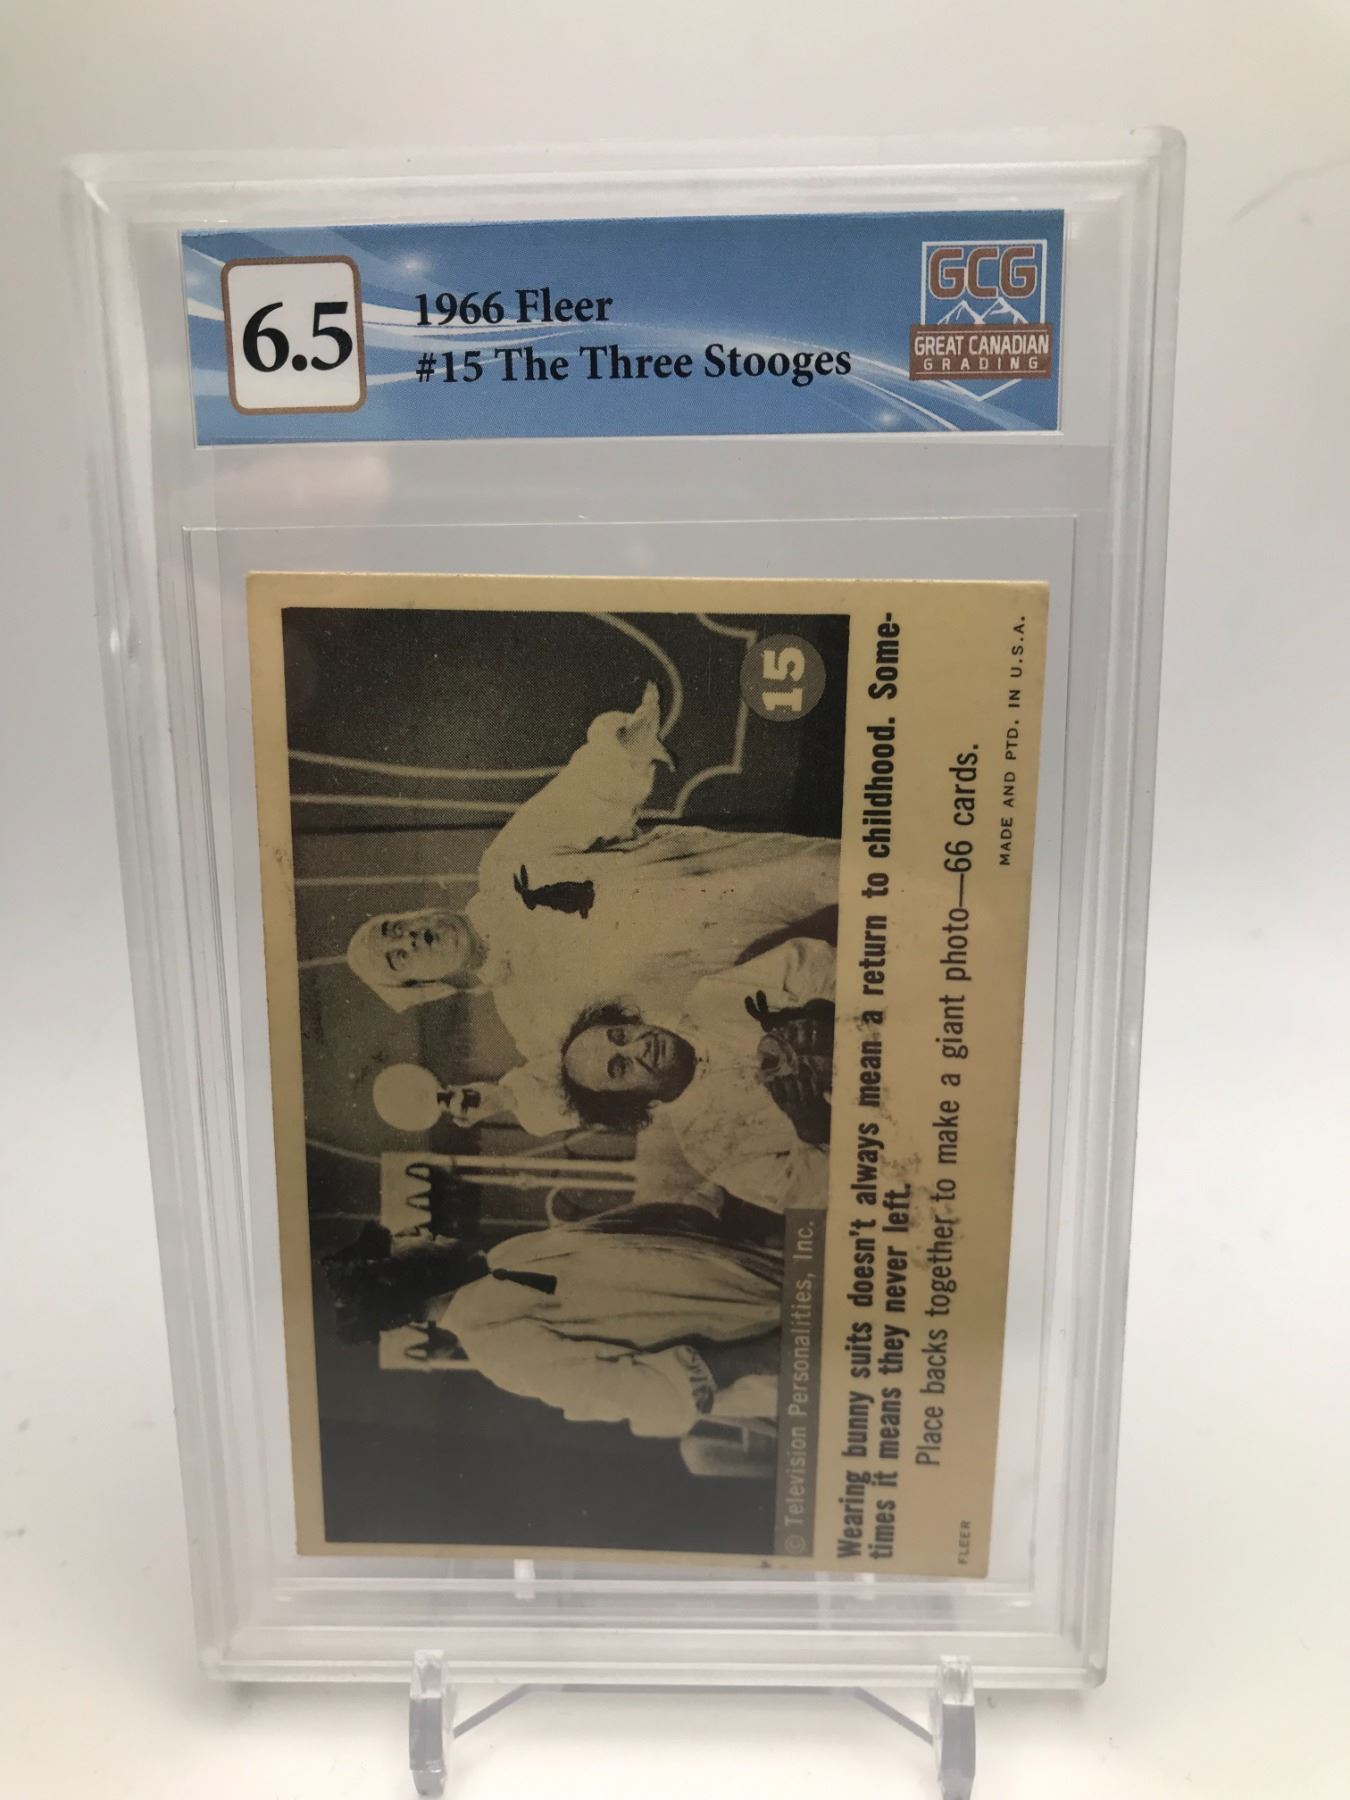 6.5
1966 Fleer
#15 The Three Stooges
GCG
GREAT CANADIAN
GRADING
15
© Television Personalities, Inc.
Wearing bunny suits doesn't always mean a return to childhood. Some-
times it means they never left.
Place backs together to make a giant photo—66 cards.
FLEER
MADE AND PTD. IN U.S.A.